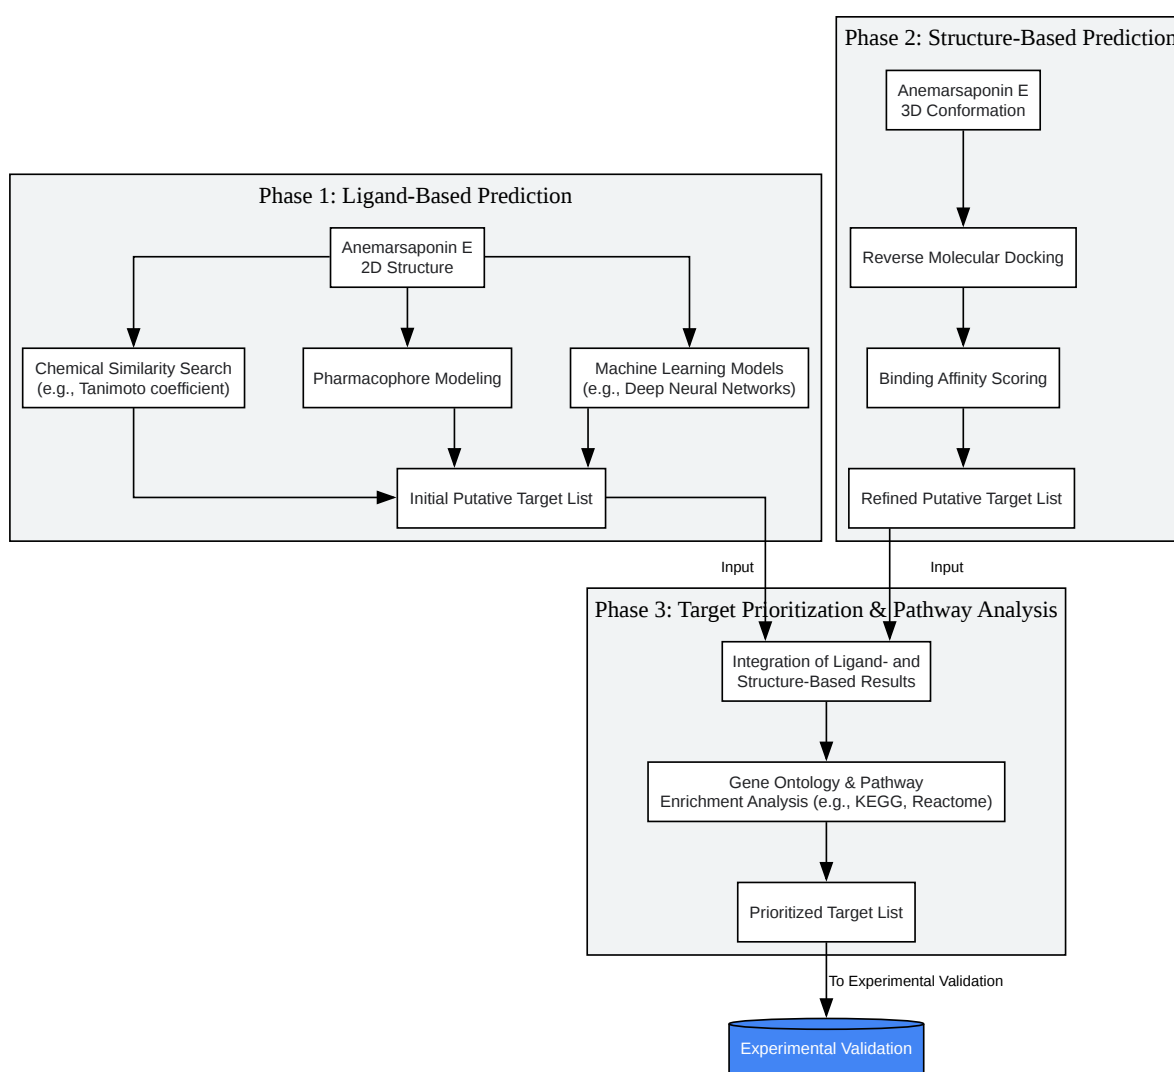 Phase 2: Structure-Based Prediction
Anemarsaponin E
3D Conformation
Reverse Molecular Docking
Binding Affinity Scoring
Refined Putative Target List
Phase 1: Ligand-Based Prediction
Anemarsaponin E
2D Structure
Chemical Similarity Search
(e.g., Tanimoto coefficient)
Pharmacophore Modeling
Machine Learning Models
(e.g., Deep Neural Networks)
Initial Putative Target List
Input
Input
Phase 3: Target Prioritization & Pathway Analysis
Integration of Ligand- and
Structure-Based Results
Gene Ontology & Pathway
Enrichment Analysis (e.g., KEGG, Reactome)
Prioritized Target List
To Experimental Validation
Experimental Validation